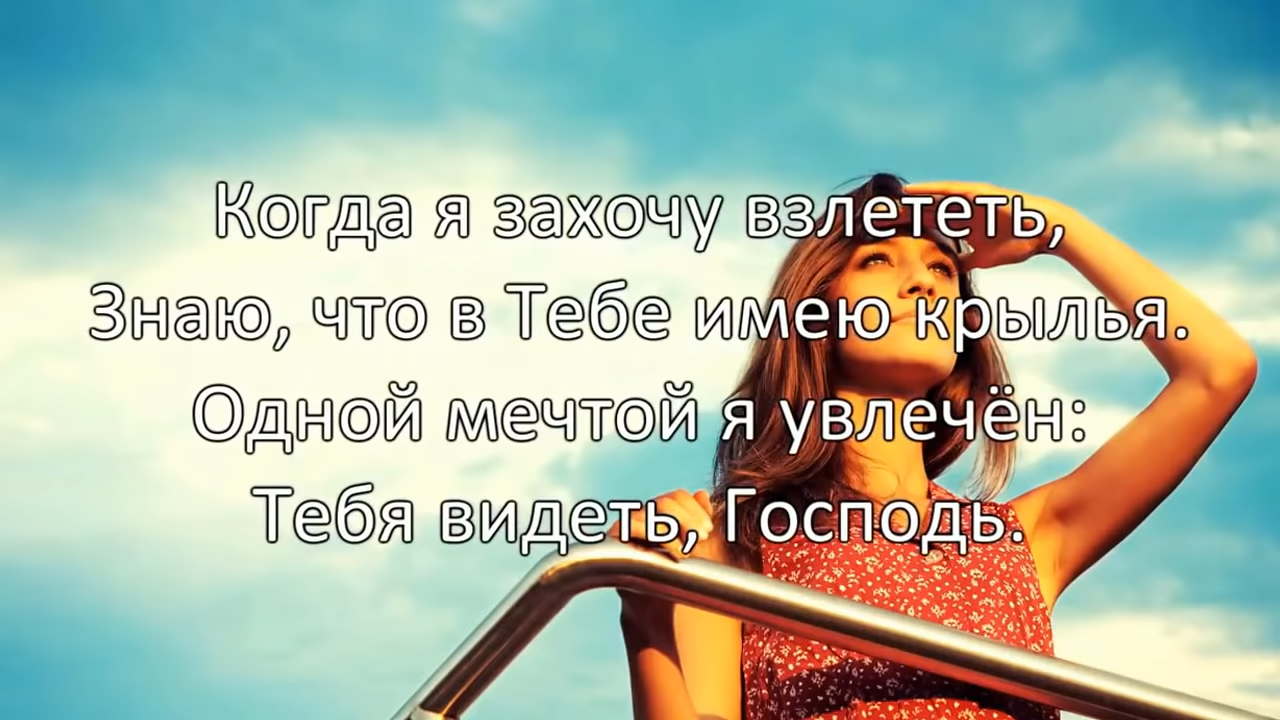 Когда я захочу взлететь,
Знаю, что в Тебе имею крылья.
Одной мечтой я увлечён:
Тебя видеть, Господь.